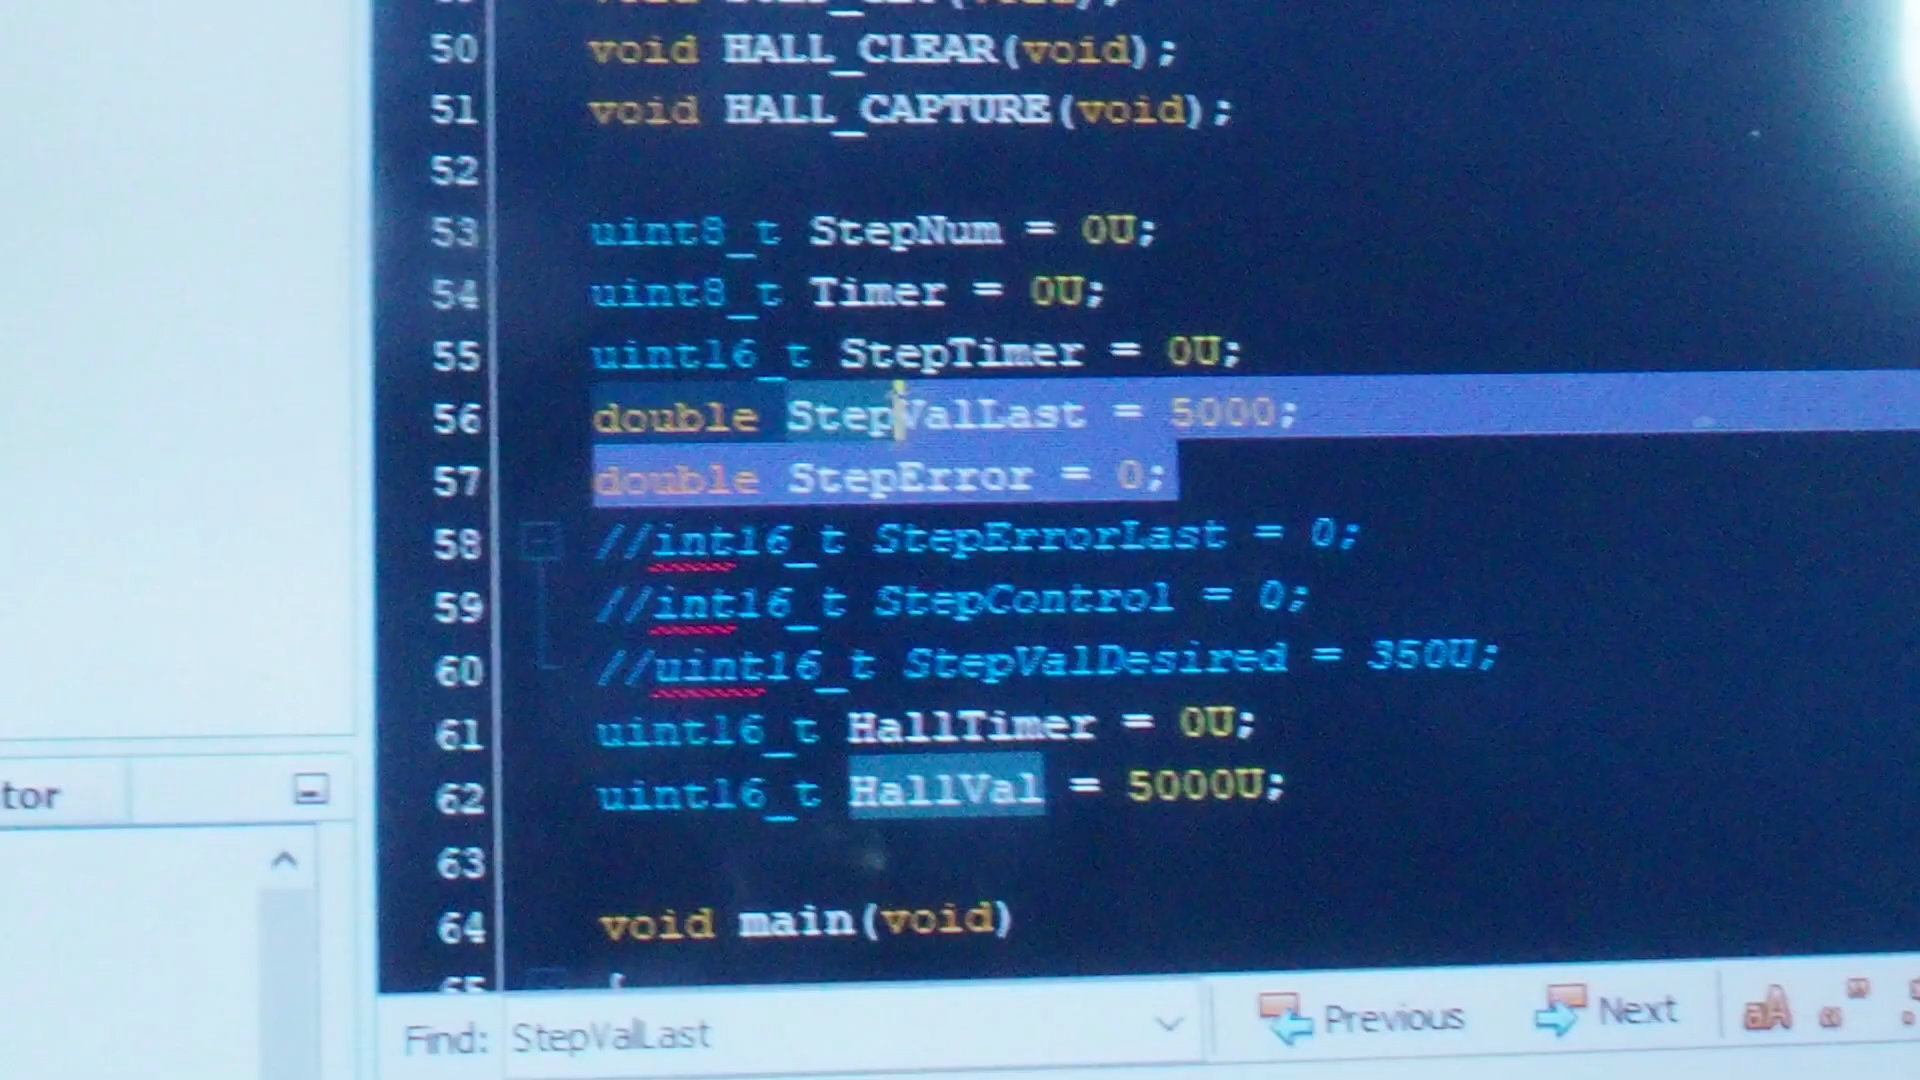 50 void HALL_CLEAR(void);
51 void HALL_CAPTURE(void);
52
53 uint8_t StepNum = 0U;
54 uint8_t Timer = 0U;
55 uint16_t StepTimer = 0U;
56 double StepValLast = 5000;
57 double StepError = 0;
58 //int16_t StepErrorLast = 0;
59 //int16_t StepControl = 0;
60 //uint16_t StepValDesired = 350U;
61 uint16_t HallTimer = 0U;
62 uint16_t HallVal = 5000U;
63
64 void main(void)
65 {
tor
Find: StepValLast Previous Next aA